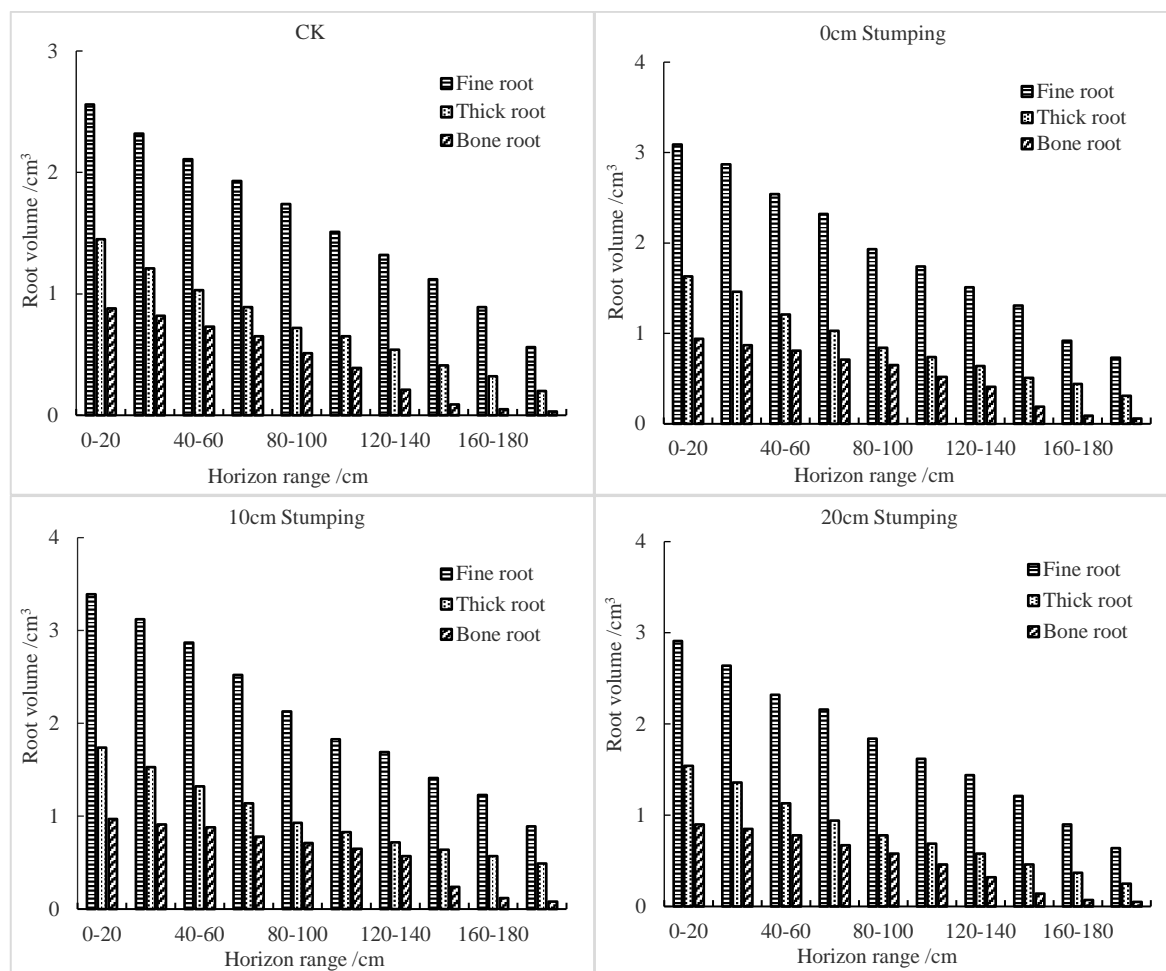 CK
3
2
1
0
Root volume /cm³
Fine root
Thick root
Bone root
0-20 40-60 80-100 120-140 160-180
Horizon range /cm
0cm Stumping
4
3
2
1
0
Root volume /cm³
Fine root
Thick root
Bone root
0-20 40-60 80-100 120-140 160-180
Horizon range /cm
10cm Stumping
4
3
2
1
0
Root volume /cm³
Fine root
Thick root
Bone root
0-20 40-60 80-100 120-140 160-180
Horizon range /cm
20cm Stumping
4
3
2
1
0
Root volume /cm³
Fine root
Thick root
Bone root
0-20 40-60 80-100 120-140 160-180
Horizon range /cm